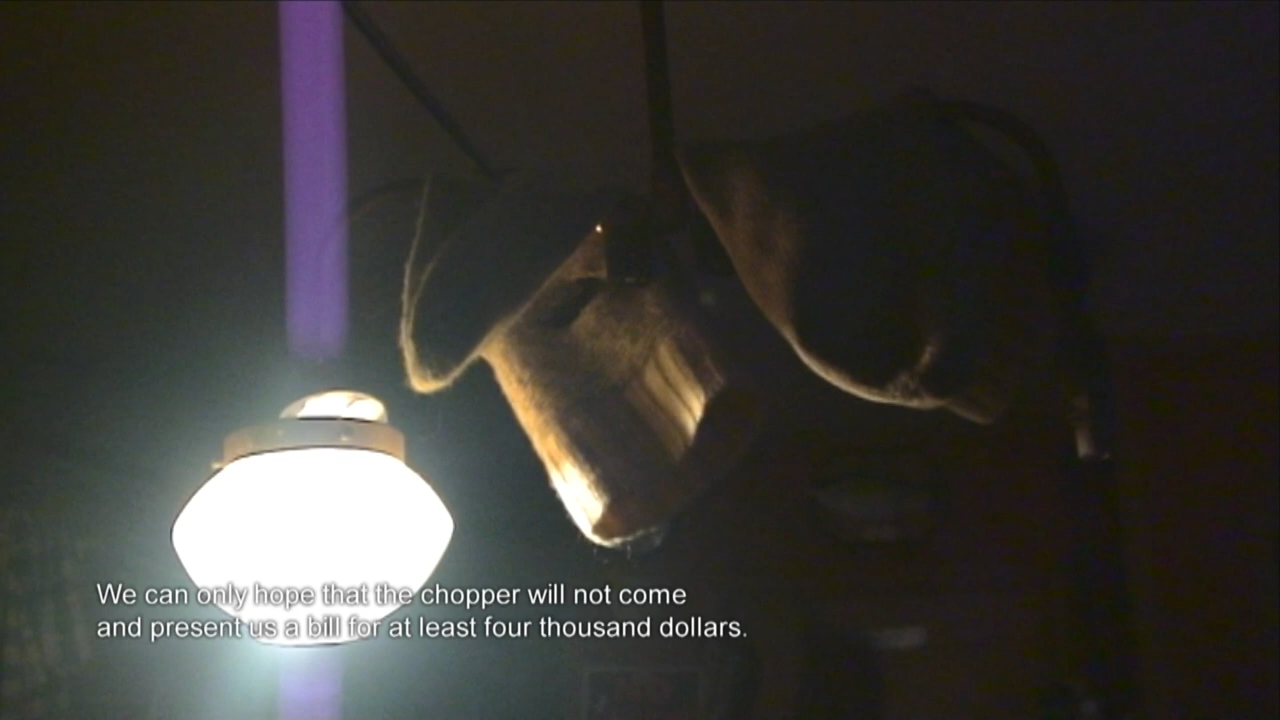 We can only hope that the chopper will not come
and present us a bill for at least four thousand dollars.